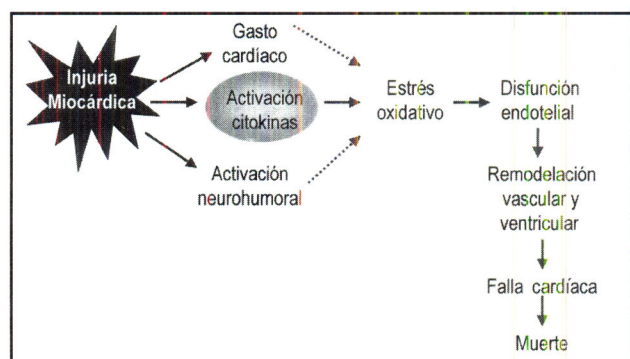 Injuria
Miocárdica
Gasto
cardíaco
Activación
citokinas
Activación
neurohumoral
Estrés
oxidativo
Disfunción
endotelial
Remodelación
vascular y
ventricular
Falla cardíaca
Muerte